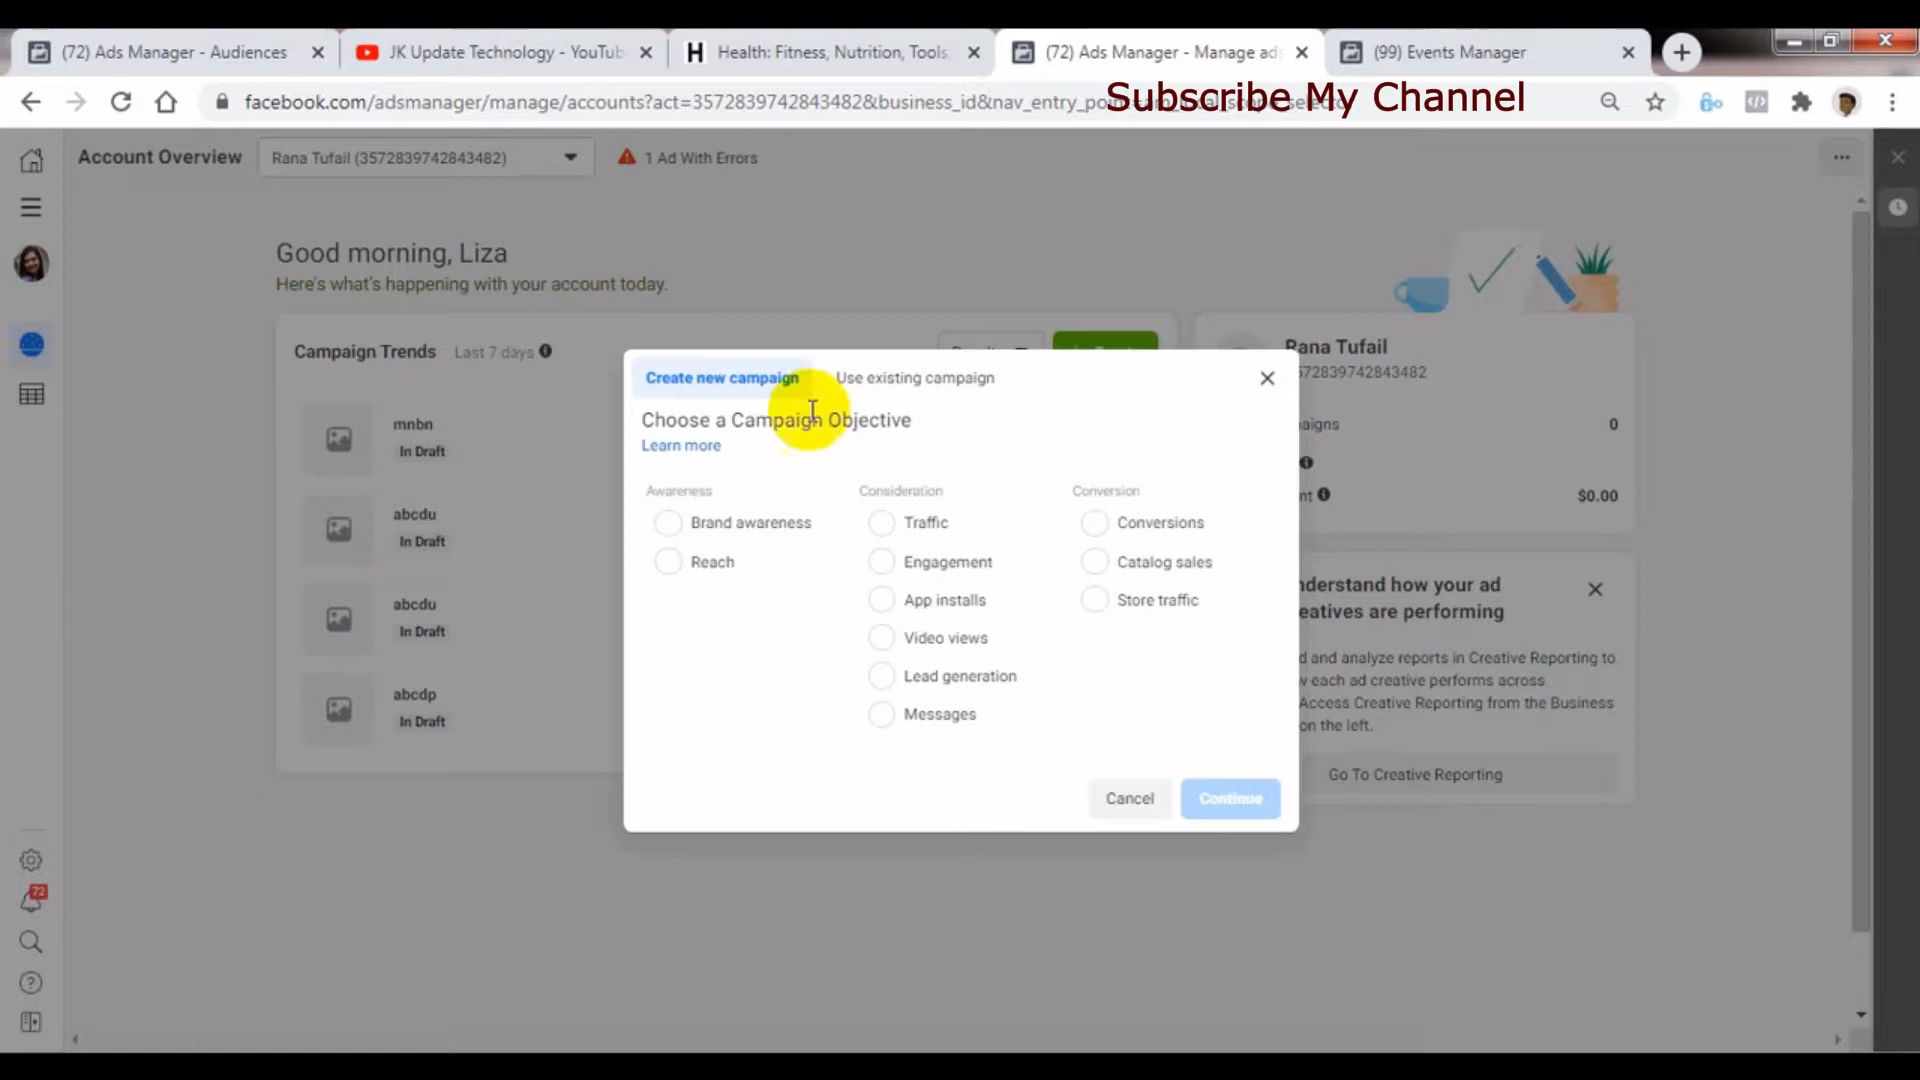 (72) Ads Manager - Audiences
JK Update Technology - YouTub
Health: Fitness, Nutrition, Tools,
(72) Ads Manager - Manage ads
(99) Events Manager
facebook.com/adsmanager/manage/accounts?act=3572839742843482&business_id&nav_entry_po
Subscribe My Channel
Account Overview
Rana Tufail (3572839742843482)
1 Ad With Errors
Good morning, Liza
Here's what's happening with your account today.
Campaign Trends Last 7 days
mnbn
In Draft
abcdu
In Draft
abcdu
In Draft
abcdp
In Draft
Create new campaign
Use existing campaign
Choose a Campaign Objective
Learn more
Awareness
Brand awareness
Reach
Consideration
Traffic
Engagement
App installs
Video views
Lead generation
Messages
Conversion
Conversions
Catalog sales
Store traffic
Cancel
Continue
Rana Tufail
572839742843482
aigns 0
nt $0.00
nderstand how your ad
eatives are performing
d and analyze reports in Creative Reporting to
w each ad creative performs across
Access Creative Reporting from the Business
on the left.
Go To Creative Reporting
72